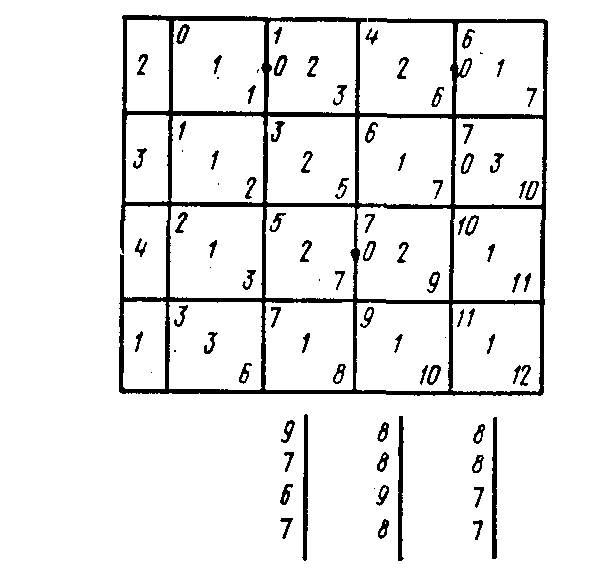 0 1 4 6
2 1 0 2 2 0 1
1 3 6 7
1 3 6 7
3 1 2 1 0 3
2 5 7 10
2 5 7 10
4 1 2 0 2 1
3 7 9 11
3 7 9 11
1 3 1 1 1
6 8 10 12
9 8 8
7 8 8
6 9 7
7 8 7